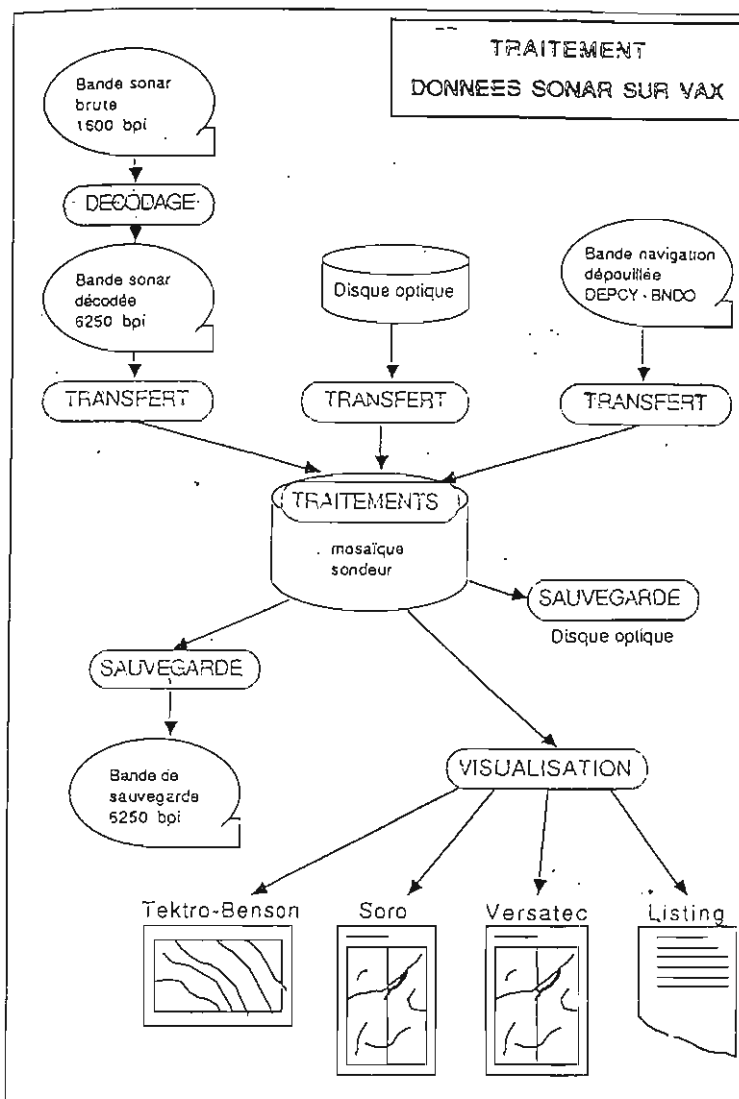 TRAITEMENT
DONNEES SONAR SUR VAX
Bande sonar
brute
1600 bpi
DECODAGE
Bande sonar
décodée
6250 bpi
Disque optique
Bande navigation
dépouillée
DEPCY - BNDO
TRANSFERT
TRANSFERT
TRANSFERT
TRAITEMENTS
mosaïque
sondeur
SAUVEGARDE
Disque optique
SAUVEGARDE
Bande de
sauvegarde
6250 bpi
VISUALISATION
Tektro-Benson
Soro
Versatec
Listing